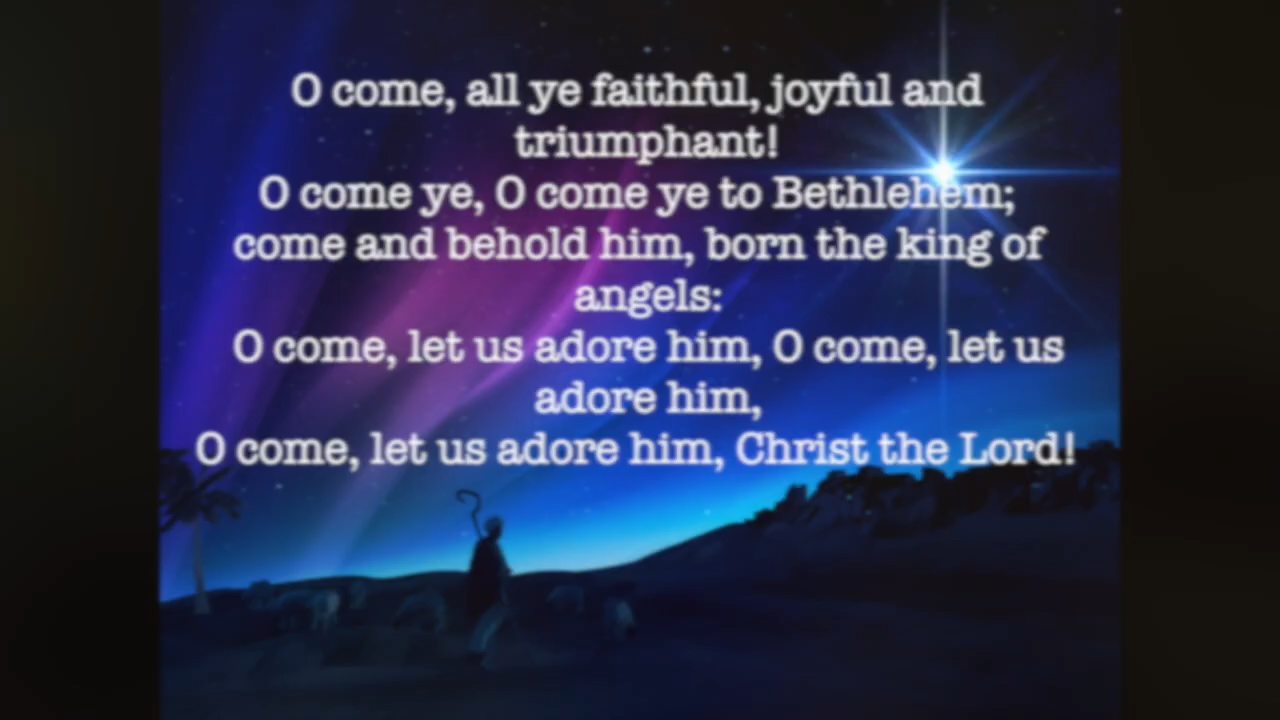 O come, all ye faithful, joyful and
triumphant!
O come ye, O come ye to Bethlehem;
come and behold him, born the king of
angels:
O come, let us adore him, O come, let us
adore him,
O come, let us adore him, Christ the Lord!